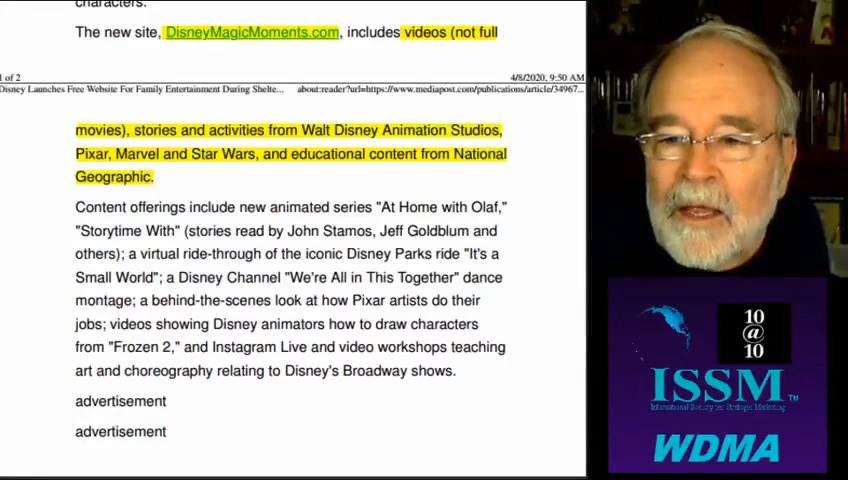 characters.
The new site, DisneyMagicMoments.com, includes videos (not full
1 of 2
4/8/2020, 9:50 AM
Disney Launches Free Website For Family Entertainment During Shelte...
about:reader?url=https://www.mediapost.com/publications/article/34967...
movies), stories and activities from Walt Disney Animation Studios,
Pixar, Marvel and Star Wars, and educational content from National
Geographic.
Content offerings include new animated series "At Home with Olaf,"
"Storytime With" (stories read by John Stamos, Jeff Goldblum and
others); a virtual ride-through of the iconic Disney Parks ride "It's a
Small World"; a Disney Channel "We're All in This Together" dance
montage; a behind-the-scenes look at how Pixar artists do their
jobs; videos showing Disney animators how to draw characters
from "Frozen 2," and Instagram Live and video workshops teaching
art and choreography relating to Disney's Broadway shows.
advertisement
advertisement
10
@
10
ISSM TM
International Society for Strategic Marketing
WDMA